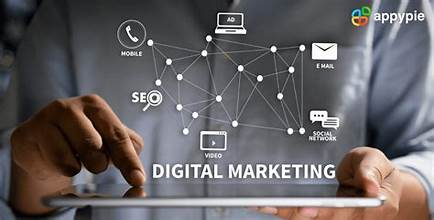 appypie
AD
MOBILE
E MAIL
SEO
SOCIAL
NETWORK
VIDEO
DIGITAL MARKETING